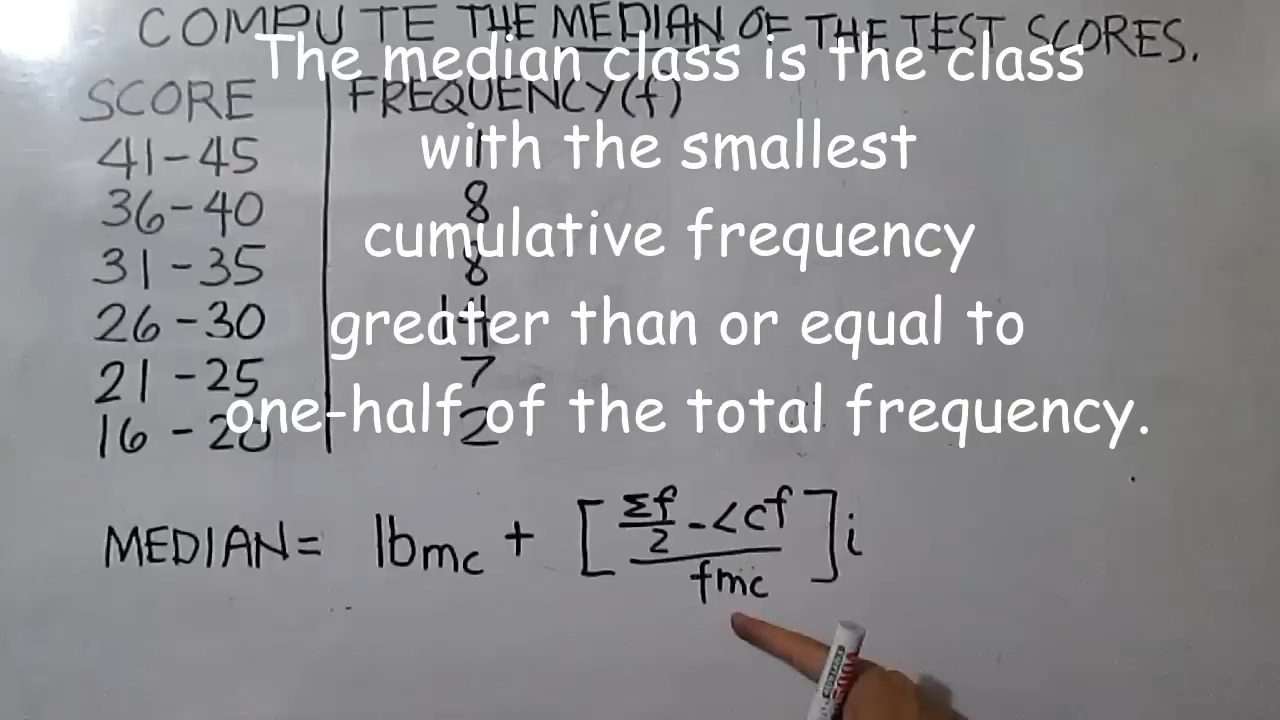 COMPUTE THE MEDIAN OF THE TEST SCORES.
The median class is the class
with the smallest
cumulative frequency
greater than or equal to
one-half of the total frequency.
SCORE FREQUENCY(f)
41-45 1
36-40 8
31-35 8
26-30 14
21-25 7
16-20 2
MEDIAN = lbmc + [ Σf/2 - <cf / fmc ] i